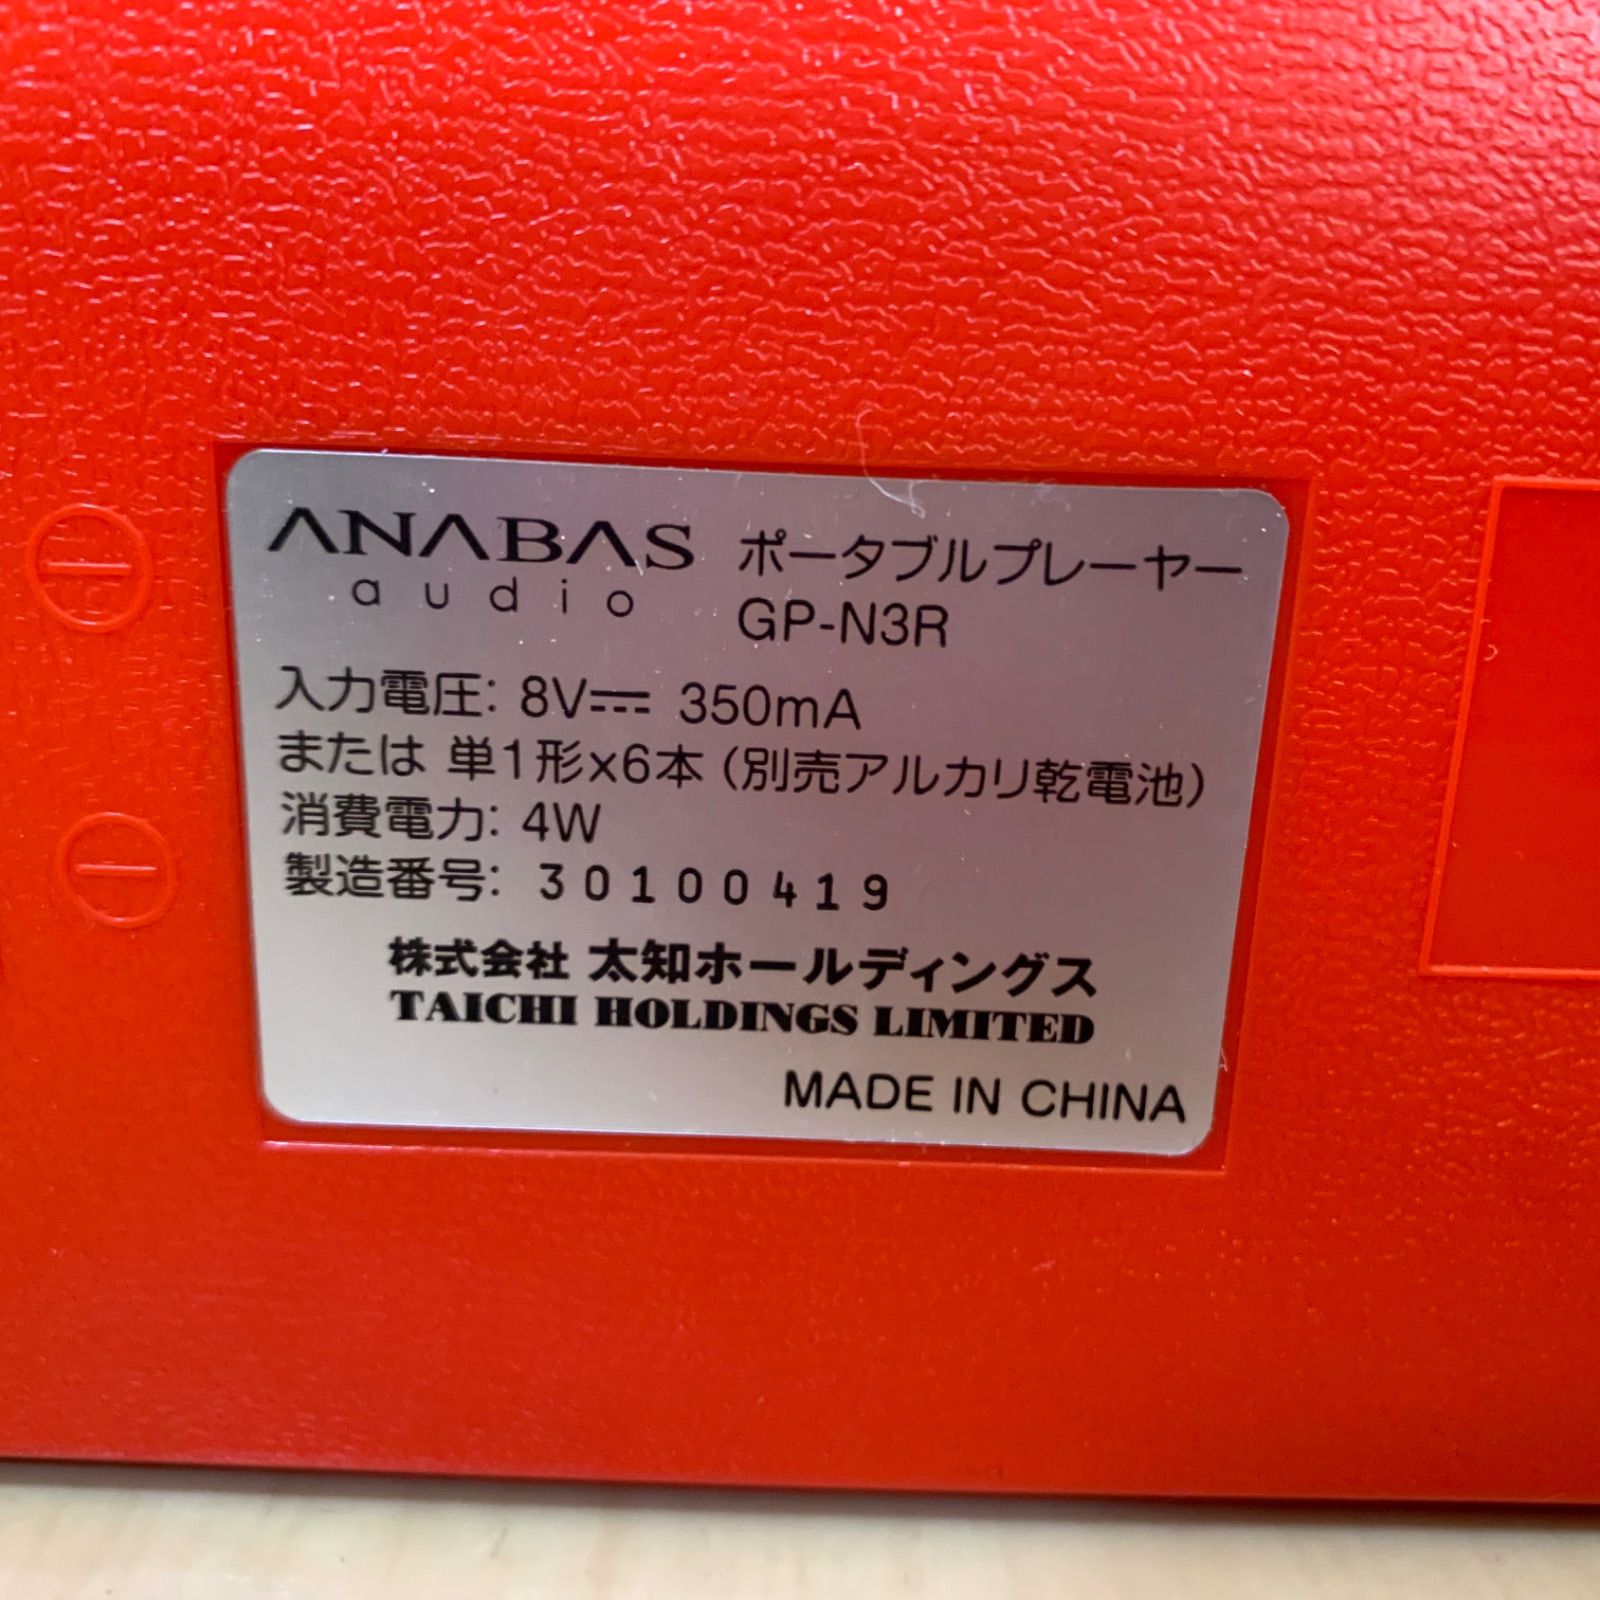 ANABAS ポータブルプレーヤー
audio GP-N3R
入力電圧: 8V⎓ 350mA
または 単1形x6本 (別売アルカリ乾電池)
消費電力: 4W
製造番号: 30100419
株式会社 太知ホールディングス
TAICHI HOLDINGS LIMITED
MADE IN CHINA